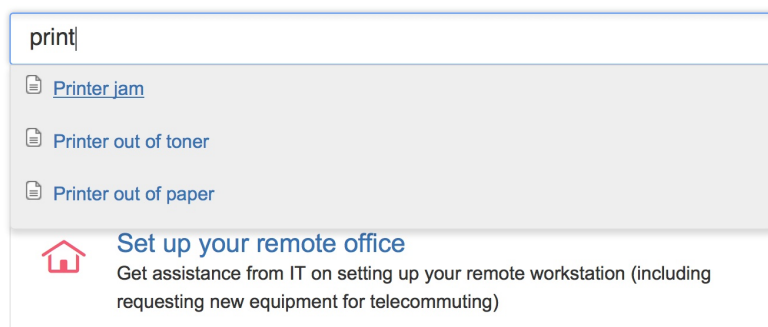 print
Printer jam
Printer out of toner
Printer out of paper
Set up your remote office
Get assistance from IT on setting up your remote workstation (including
requesting new equipment for telecommuting)